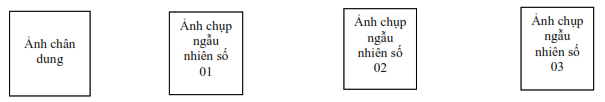 Ảnh chân
dung
Ảnh chụp
ngẫu
nhiên số
01
Ảnh chụp
ngẫu
nhiên số
02
Ảnh chụp
ngẫu
nhiên số
03